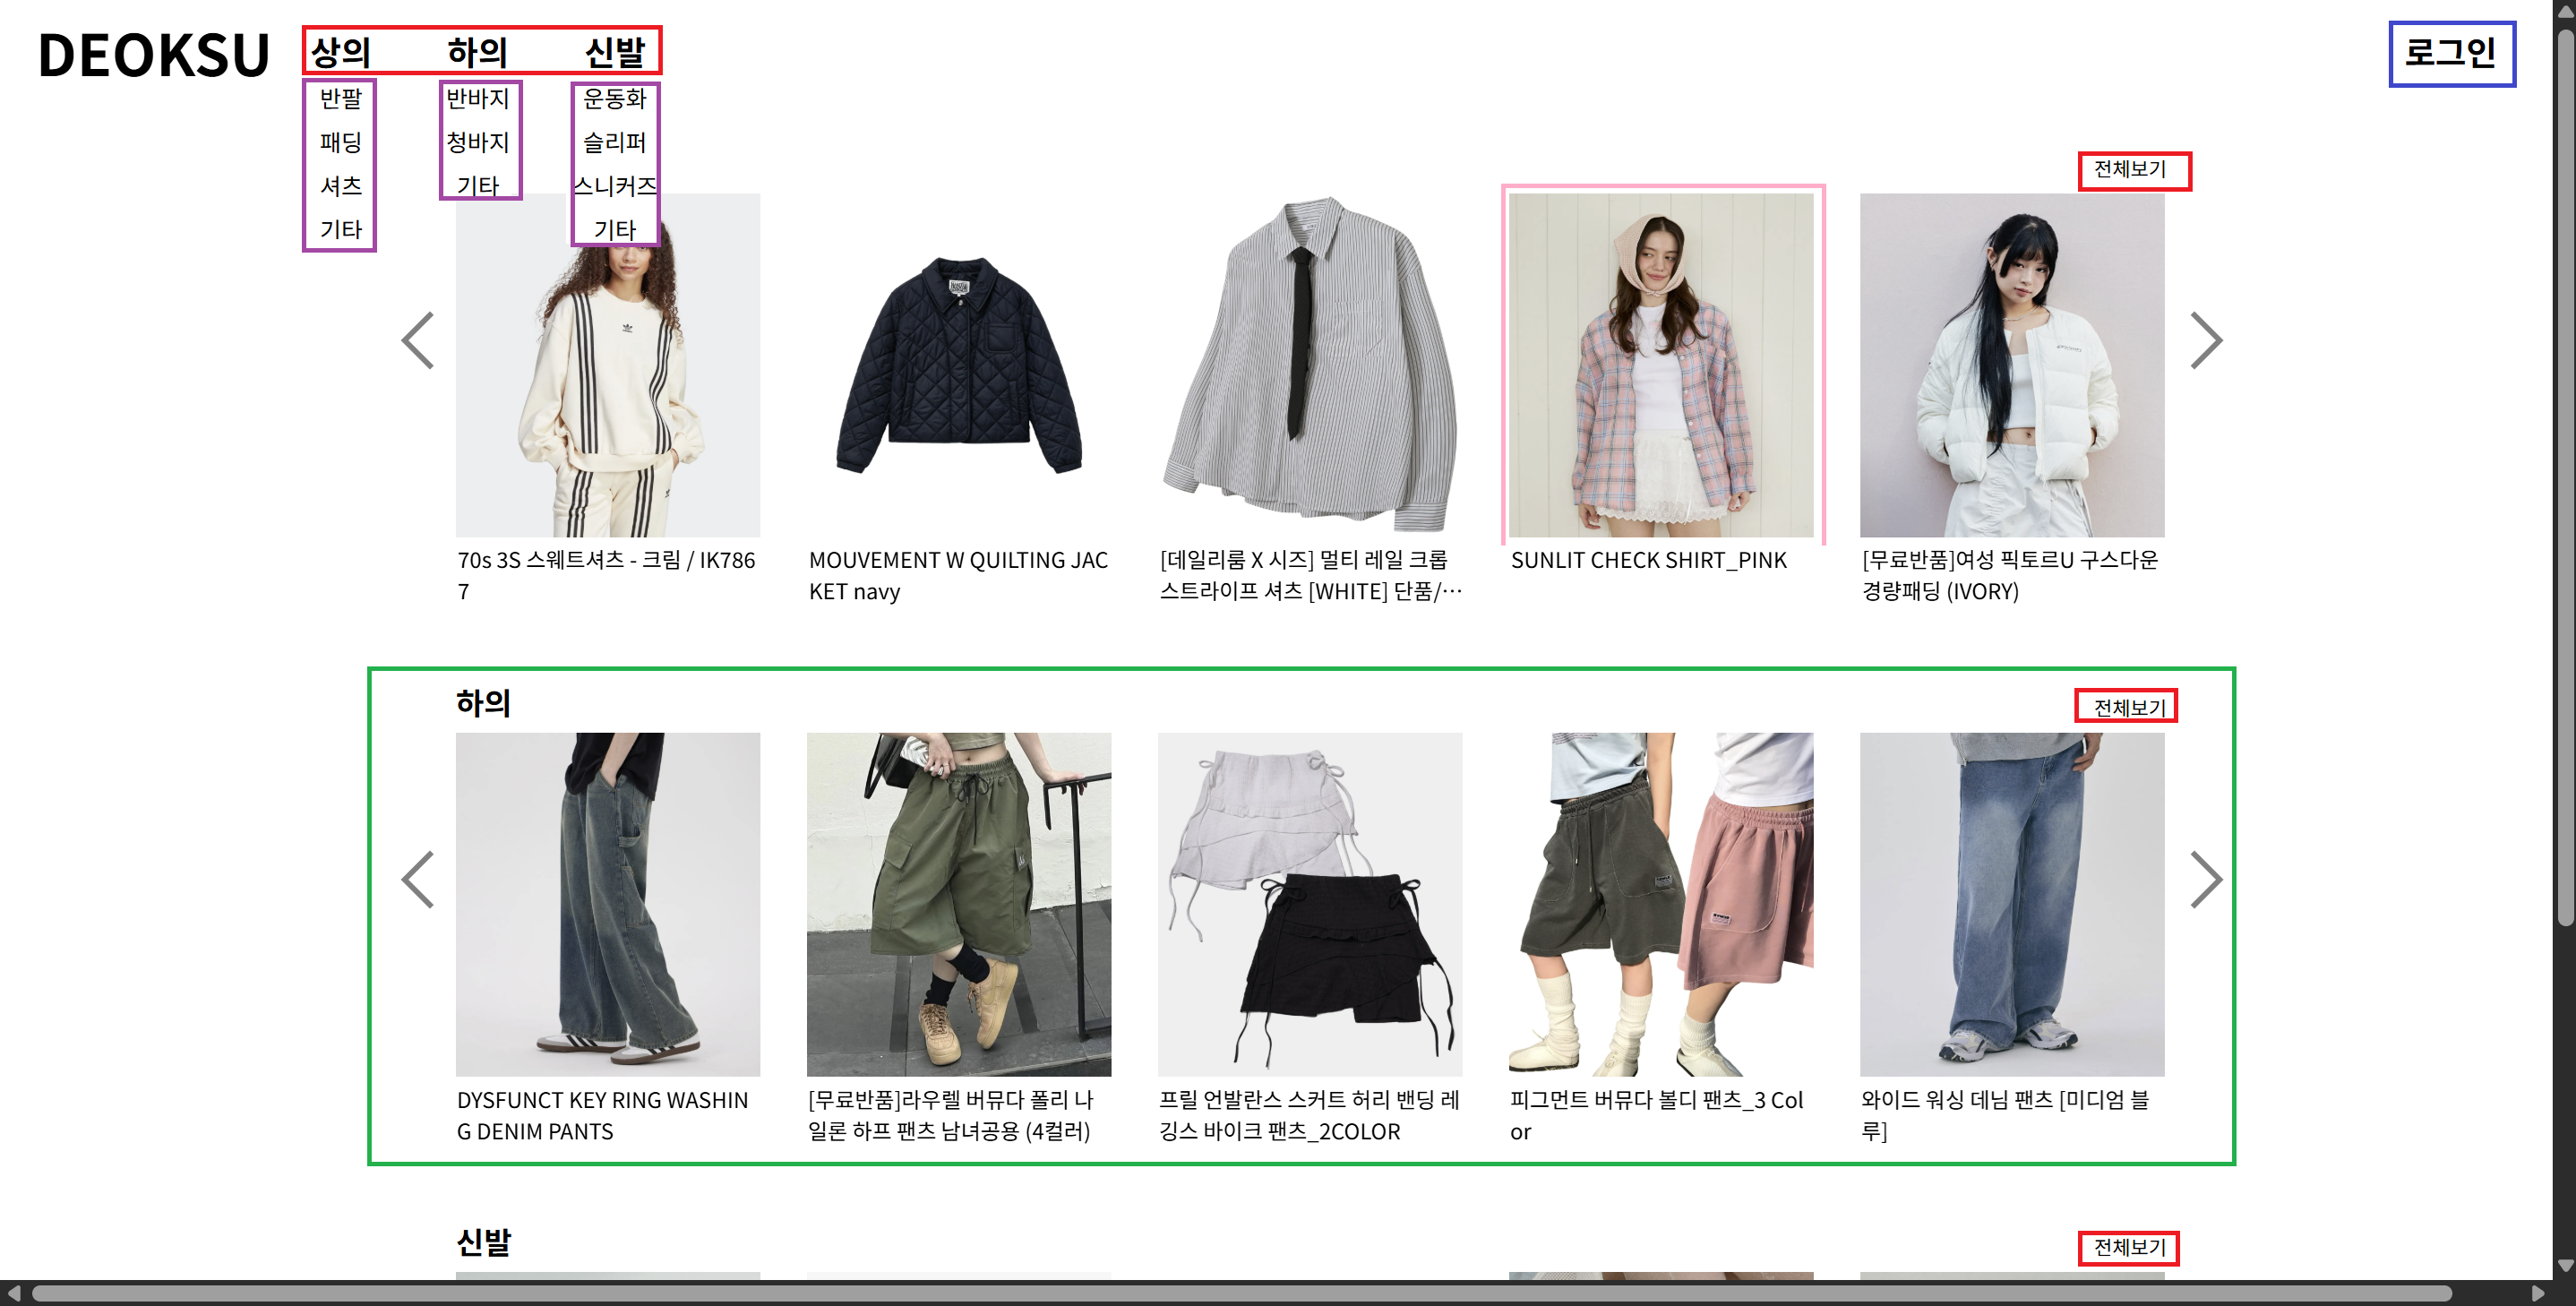 DEOKSU
상의 하의 신발
로그인
반팔
패딩
셔츠
기타
반바지
청바지
기타
운동화
슬리퍼
스니커즈
기타
전체보기
70s 3S 스웨트셔츠 - 크림 / IK786
7
MOUVEMENT W QUILTING JAC
KET navy
[데일리룸 X 시즈] 멀티 레일 크롭
스트라이프 셔츠 [WHITE] 단품/…
SUNLIT CHECK SHIRT_PINK
[무료반품]여성 픽토르U 구스다운
경량패딩 (IVORY)
하의
전체보기
DYSFUNCT KEY RING WASHIN
G DENIM PANTS
[무료반품]라우렐 버뮤다 폴리 나
일론 하프 팬츠 남녀공용 (4컬러)
프릴 언발란스 스커트 허리 밴딩 레
깅스 바이크 팬츠_2COLOR
피그먼트 버뮤다 볼디 팬츠_3 Col
or
와이드 워싱 데님 팬츠 [미디엄 블
루]
신발
전체보기